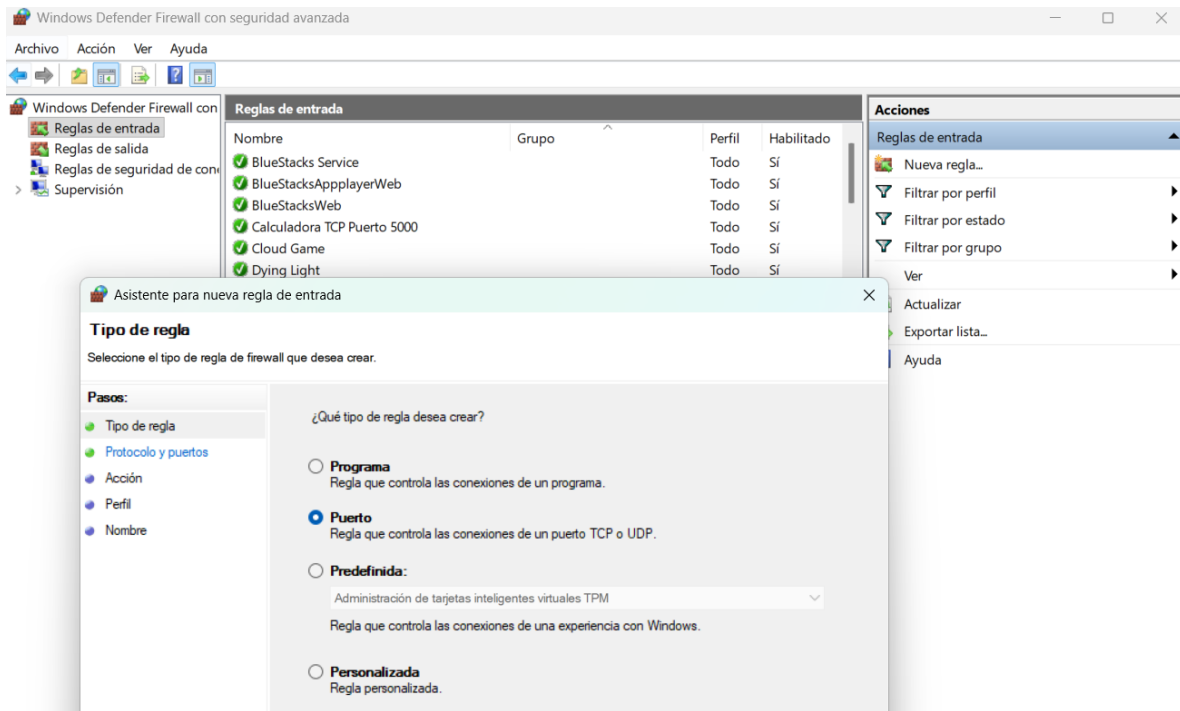 Windows Defender Firewall con seguridad avanzada
Archivo Acción Ver Ayuda
Windows Defender Firewall con
Reglas de entrada
Reglas de salida
Reglas de seguridad de cone
Supervisión
Reglas de entrada
Nombre Grupo Perfil Habilitado
BlueStacks Service Todo Sí
BlueStacksAppplayerWeb Todo Sí
BlueStacksWeb Todo Sí
Calculadora TCP Puerto 5000 Todo Sí
Cloud Game Todo Sí
Dying Light Todo Sí
Acciones
Reglas de entrada
Nueva regla...
Filtrar por perfil
Filtrar por estado
Filtrar por grupo
Ver
Actualizar
Exportar lista...
Ayuda
Asistente para nueva regla de entrada
Tipo de regla
Seleccione el tipo de regla de firewall que desea crear.
Pasos:
Tipo de regla
Protocolo y puertos
Acción
Perfil
Nombre
¿Qué tipo de regla desea crear?
Programa
Regla que controla las conexiones de un programa.
Puerto
Regla que controla las conexiones de un puerto TCP o UDP.
Predefinida:
Administración de tarjetas inteligentes virtuales TPM
Regla que controla las conexiones de una experiencia con Windows.
Personalizada
Regla personalizada.